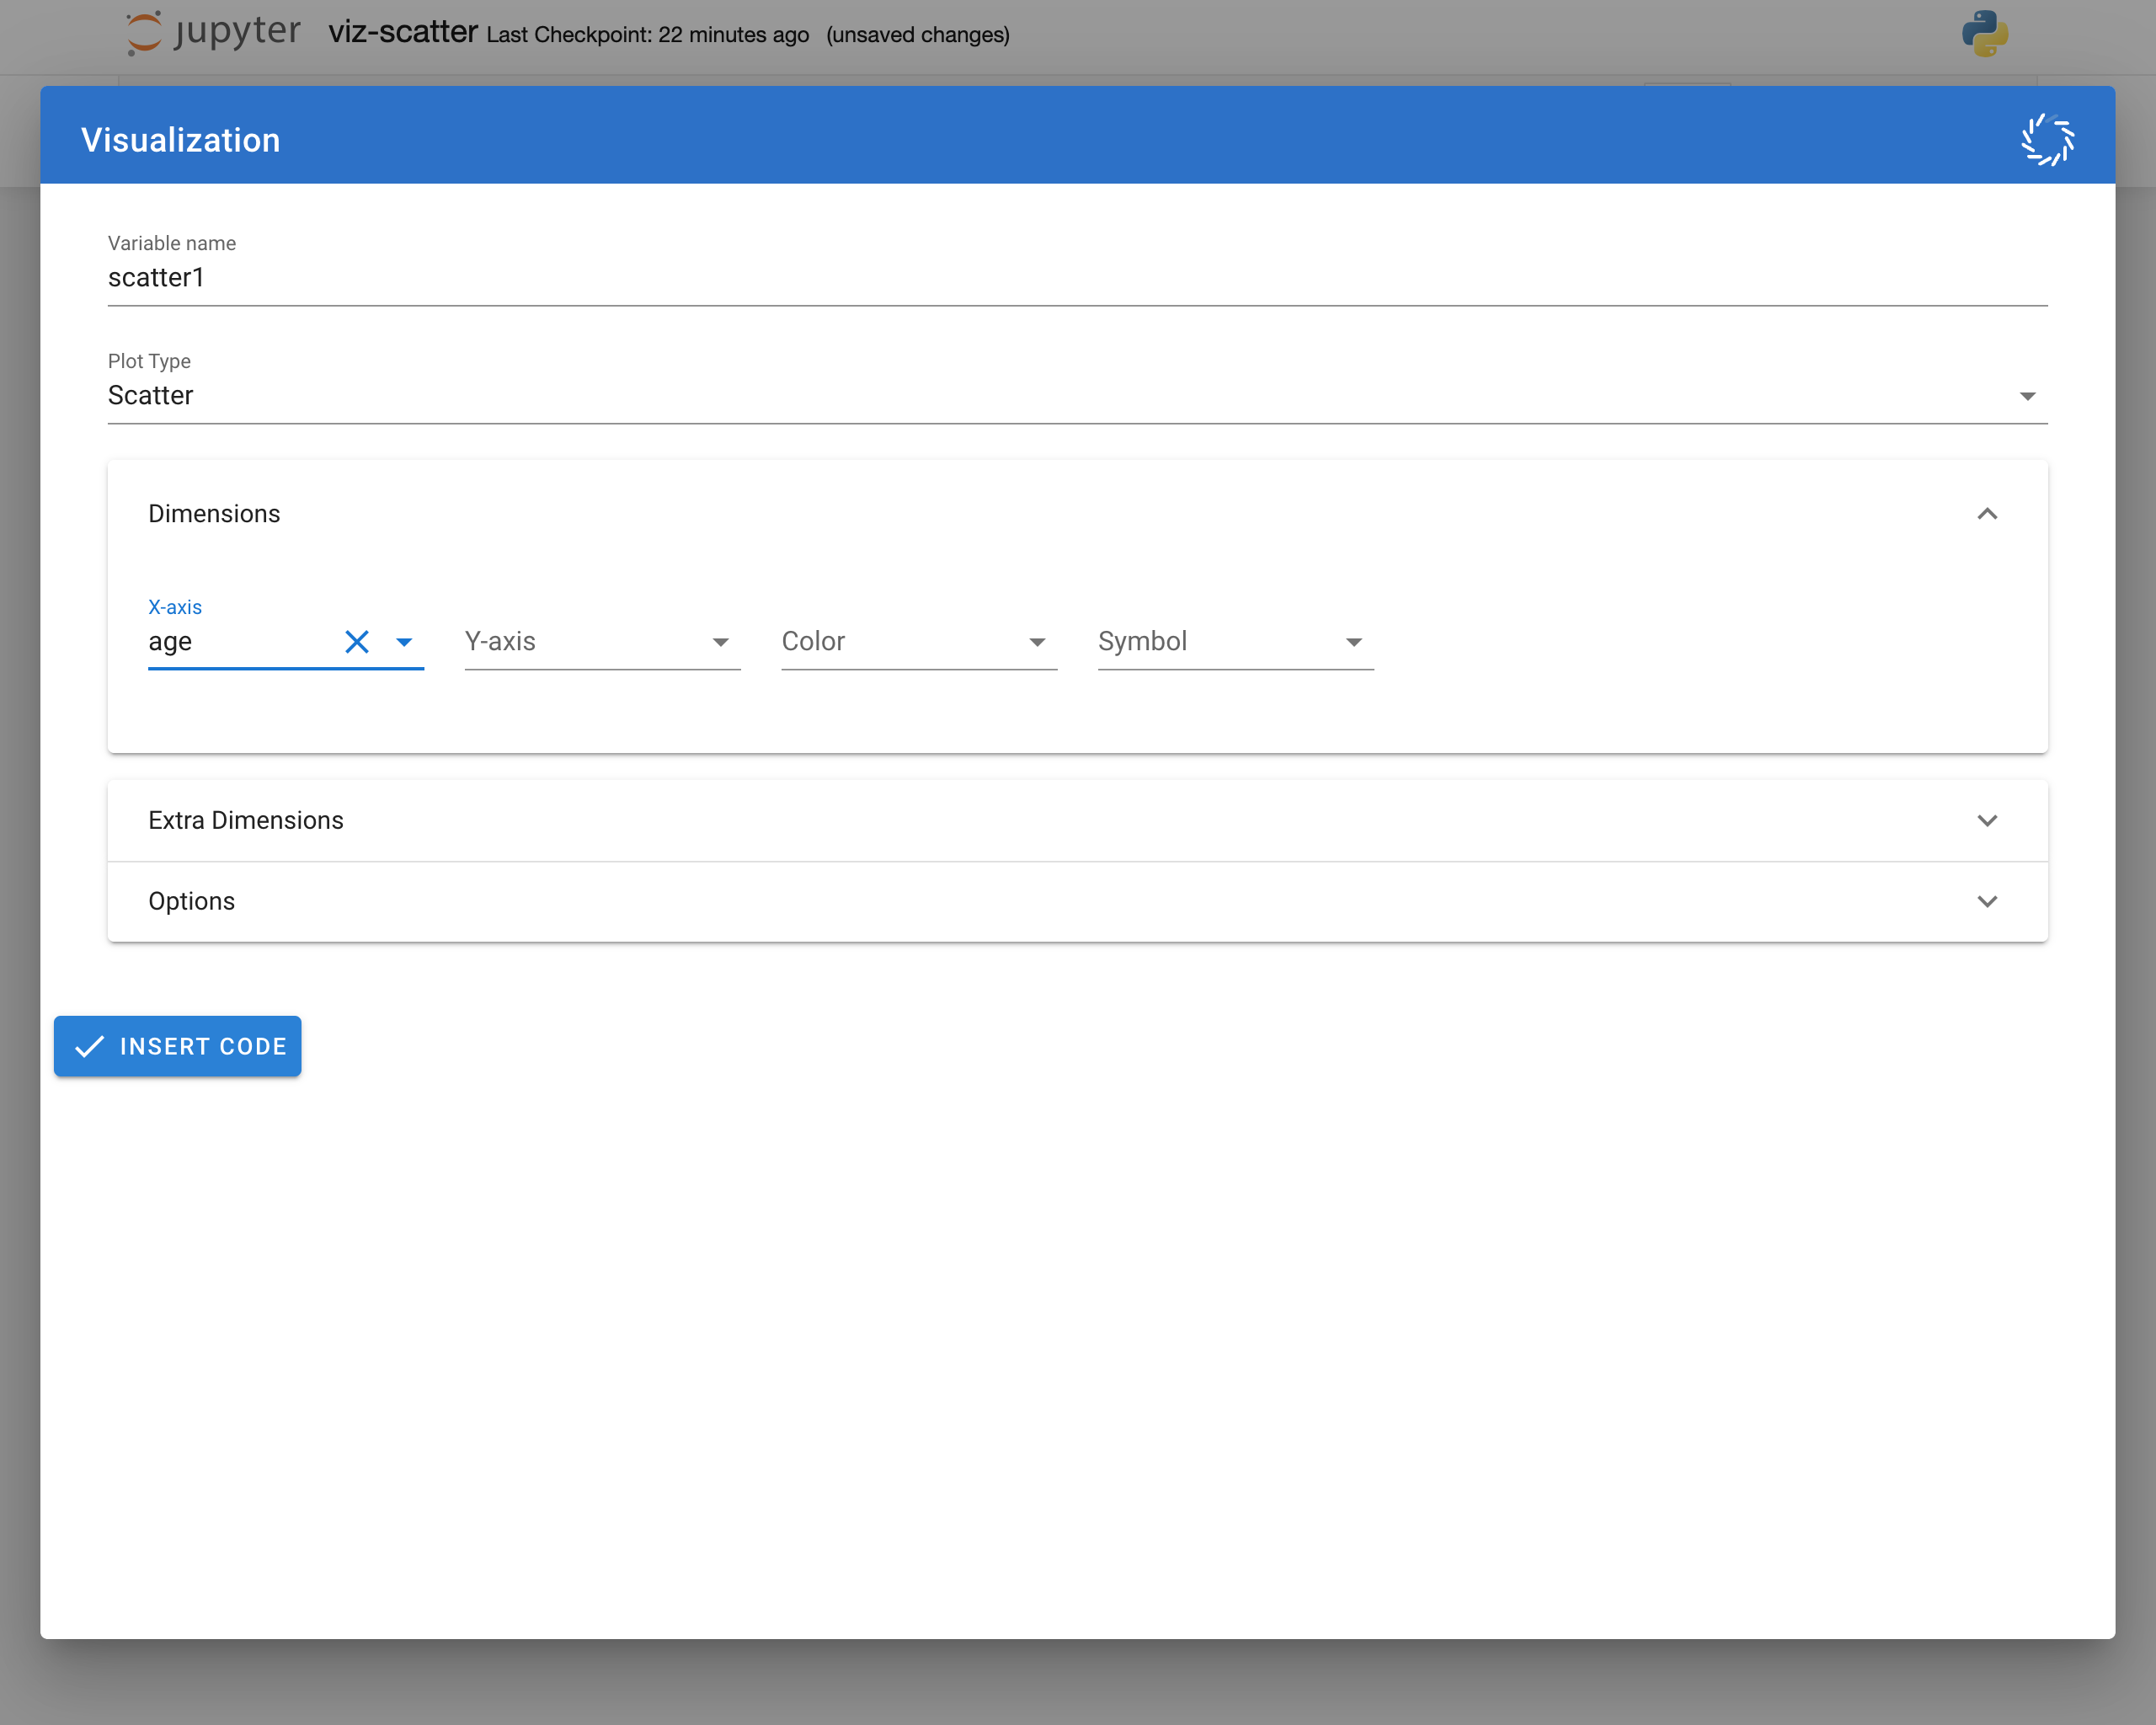 jupyter viz-scatter Last Checkpoint: 22 minutes ago (unsaved changes)
Visualization
Variable name
scatter1
Plot Type
Scatter
Dimensions
X-axis
age Y-axis Color Symbol
Extra Dimensions
Options
INSERT CODE